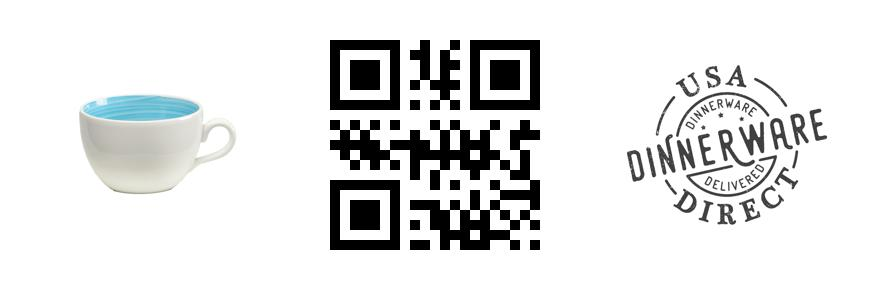 USA
DINNERWARE
DINNERWARE
DELIVERED
DIRECT